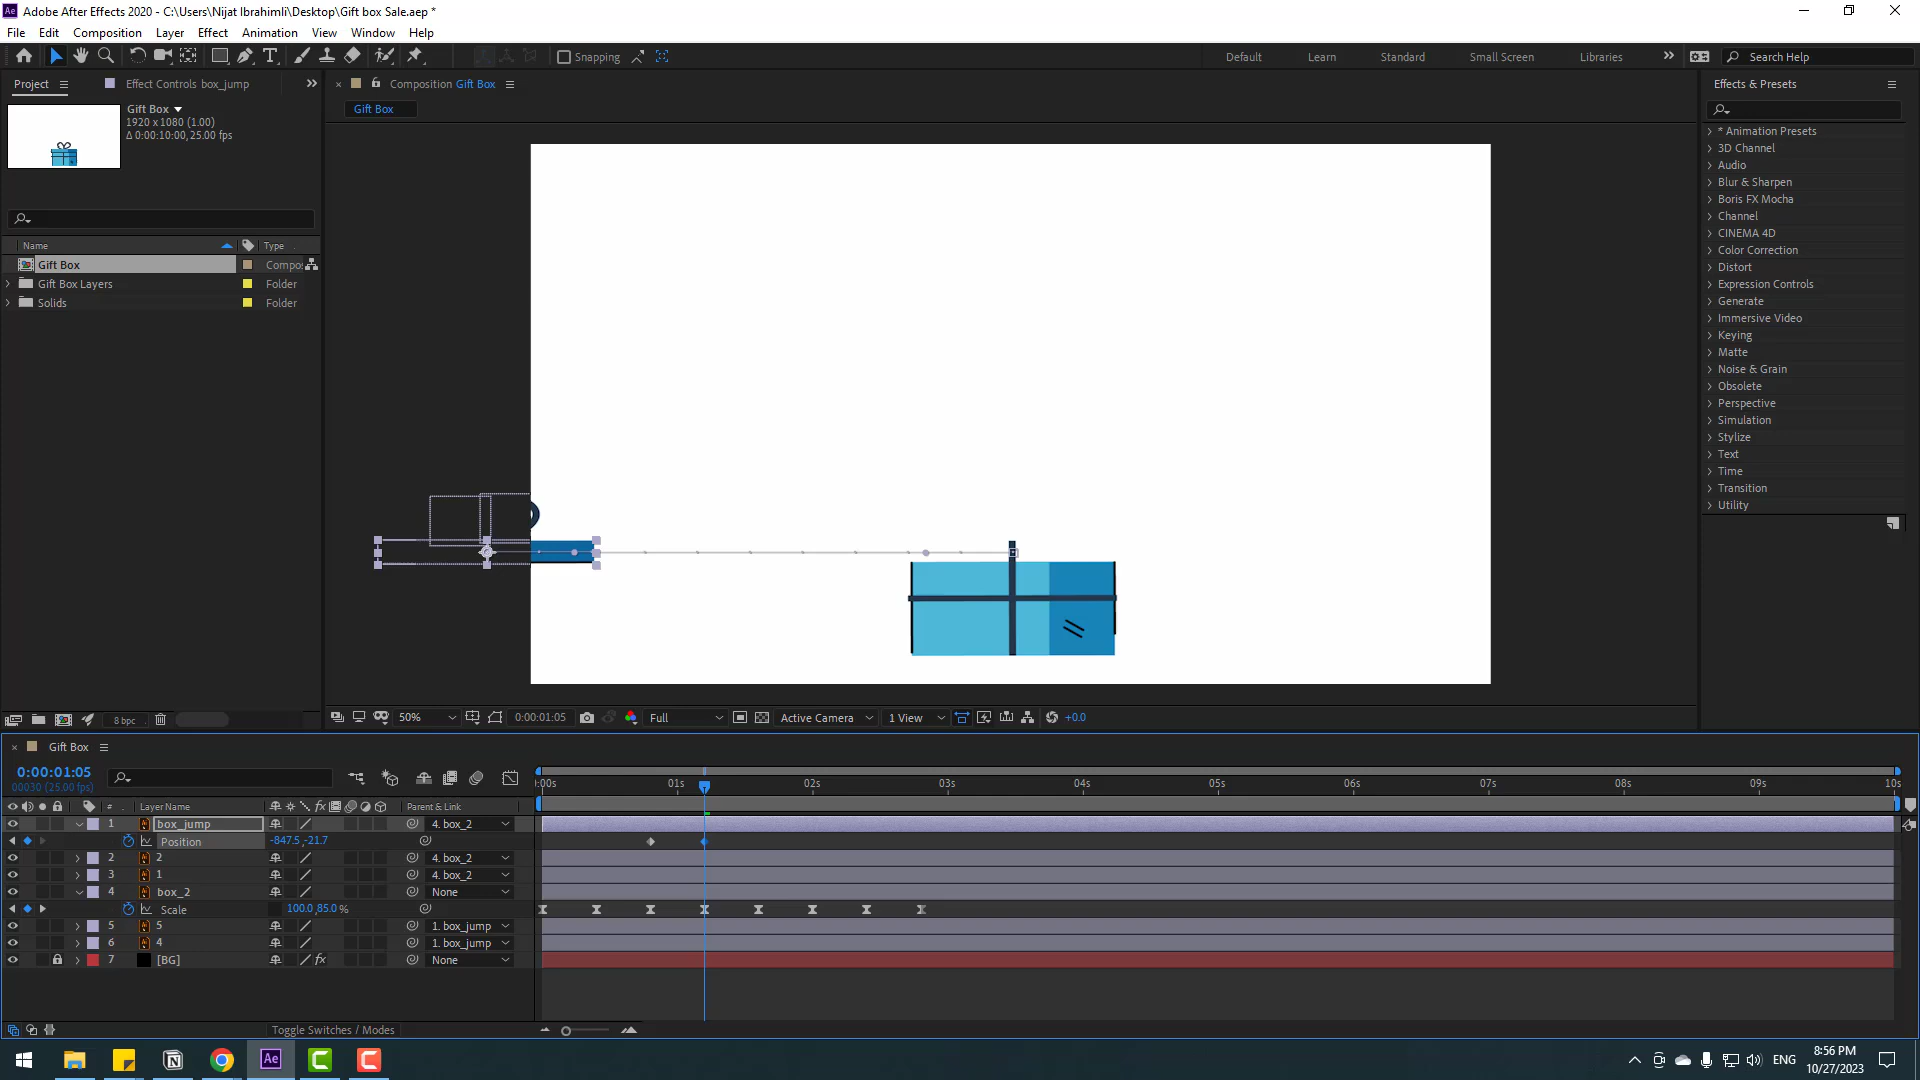 Adobe After Effects 2020 - C:\Users\Nijat Ibrahimli\Desktop\Gift box Sale.aep *
File Edit Composition Layer Effect Animation View Window Help
Snapping
Default Learn Standard Small Screen Libraries Search Help
Project Effect Controls box_jump
Composition Gift Box
Effects & Presets
Gift Box
1920 x 1080 (1.00)
Δ 0:00:10:00, 25.00 fps
Gift Box
Name Type
Gift Box Compo
Gift Box Layers Folder
Solids Folder
* Animation Presets
3D Channel
Audio
Blur & Sharpen
Boris FX Mocha
Channel
CINEMA 4D
Color Correction
Distort
Expression Controls
Generate
Immersive Video
Keying
Matte
Noise & Grain
Obsolete
Perspective
Simulation
Stylize
Text
Time
Transition
Utility
8 bpc
50% 0:00:01:05 Full Active Camera 1 View +0.0
Gift Box
0:00:01:05
00030 (25.00 fps)
:00s 01s 02s 03s 04s 05s 06s 07s 08s 09s 10s
# Layer Name Parent & Link
1 box_jump 4. box_2
Position -847.5,-21.7
2 2 4. box_2
3 1 4. box_2
4 box_2 None
Scale 100.0,85.0%
5 5 1. box_jump
6 4 1. box_jump
7 [BG] None
Toggle Switches / Modes
ENG 8:56 PM
10/27/2023